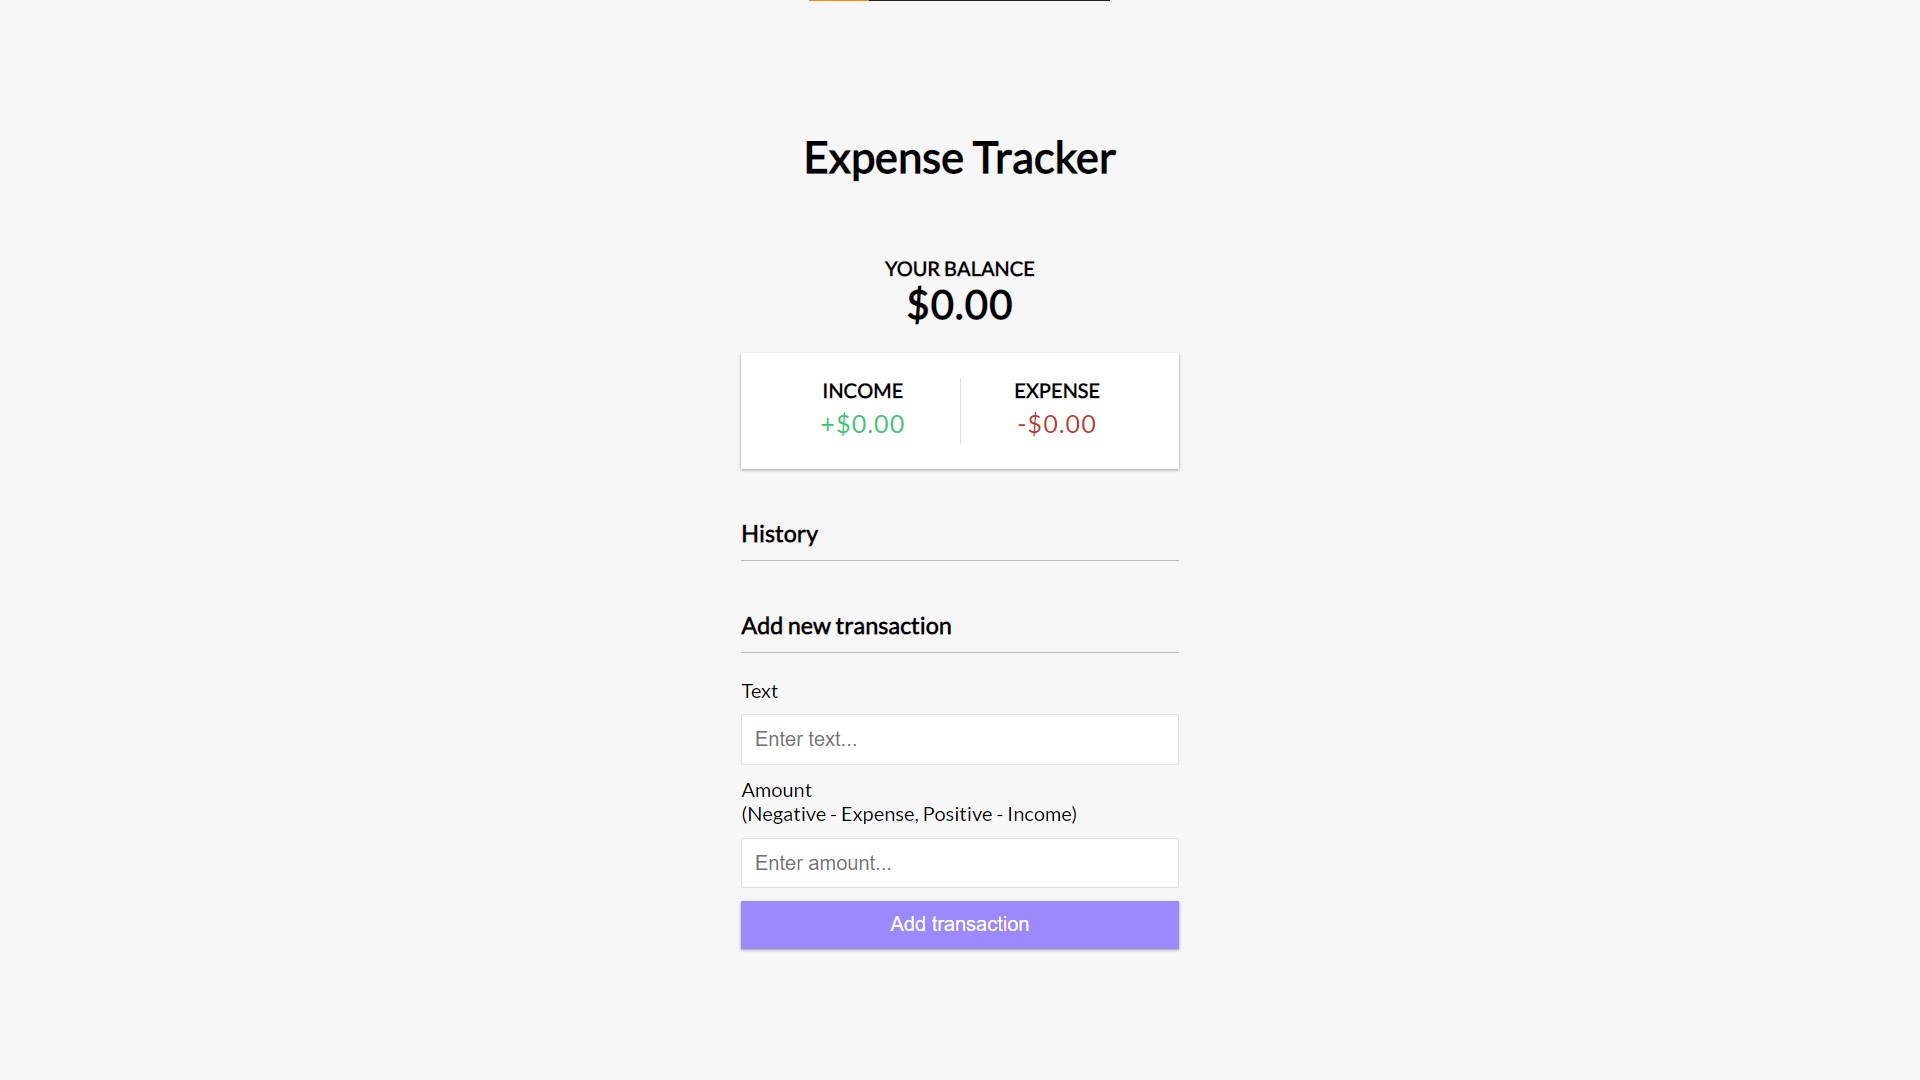 Expense Tracker
YOUR BALANCE
$0.00
INCOME
EXPENSE
+$0.00
-$0.00
History
Add new transaction
Text
Enter text...
Amount
(Negative - Expense, Positive - Income)
Enter amount...
Add transaction